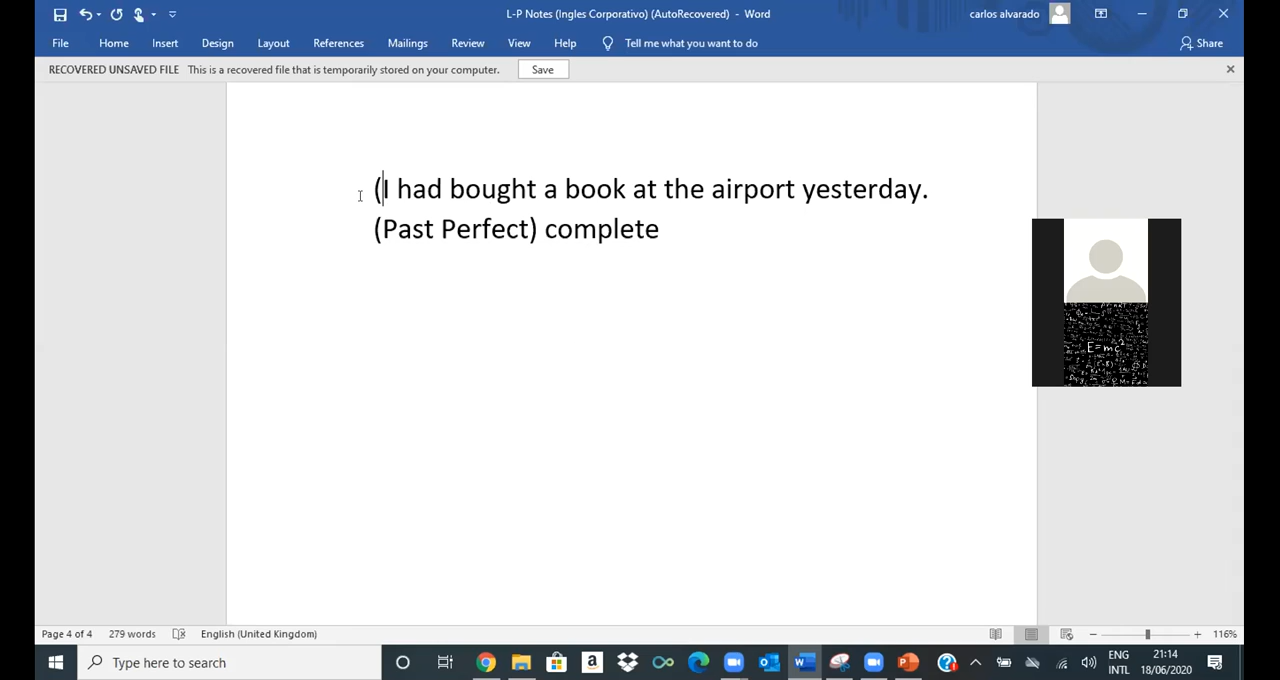 L-P Notes (Ingles Corporativo) (AutoRecovered) - Word
carlos alvarado
File Home Insert Design Layout References Mailings Review View Help Tell me what you want to do Share
RECOVERED UNSAVED FILE This is a recovered file that is temporarily stored on your computer. Save
(I had bought a book at the airport yesterday.
(Past Perfect) complete
E=mc²
Page 4 of 4 279 words English (United Kingdom) 116%
Type here to search
ENG
INTL
21:14
18/06/2020